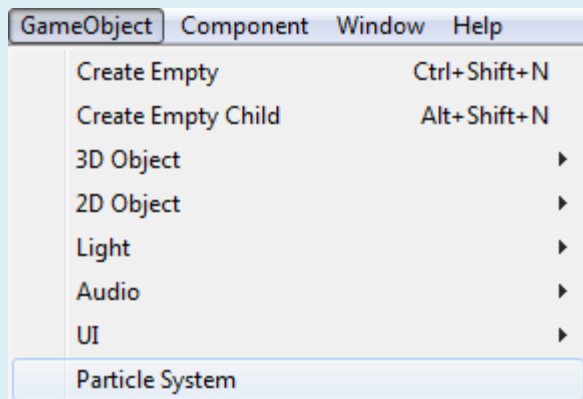 GameObject Component Window Help
Create Empty Ctrl+Shift+N
Create Empty Child Alt+Shift+N
3D Object
2D Object
Light
Audio
UI
Particle System